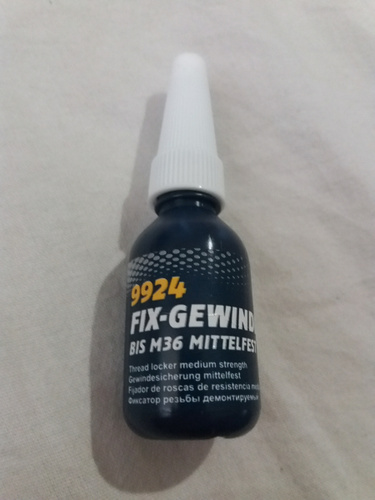 9924
FIX-GEWIND
BIS M36 MITTELFEST
Thread locker medium strength
Gewindesicherung mittelfest
Fijador de roscas de resistencia
Фиксатор резьбы демонтируемый